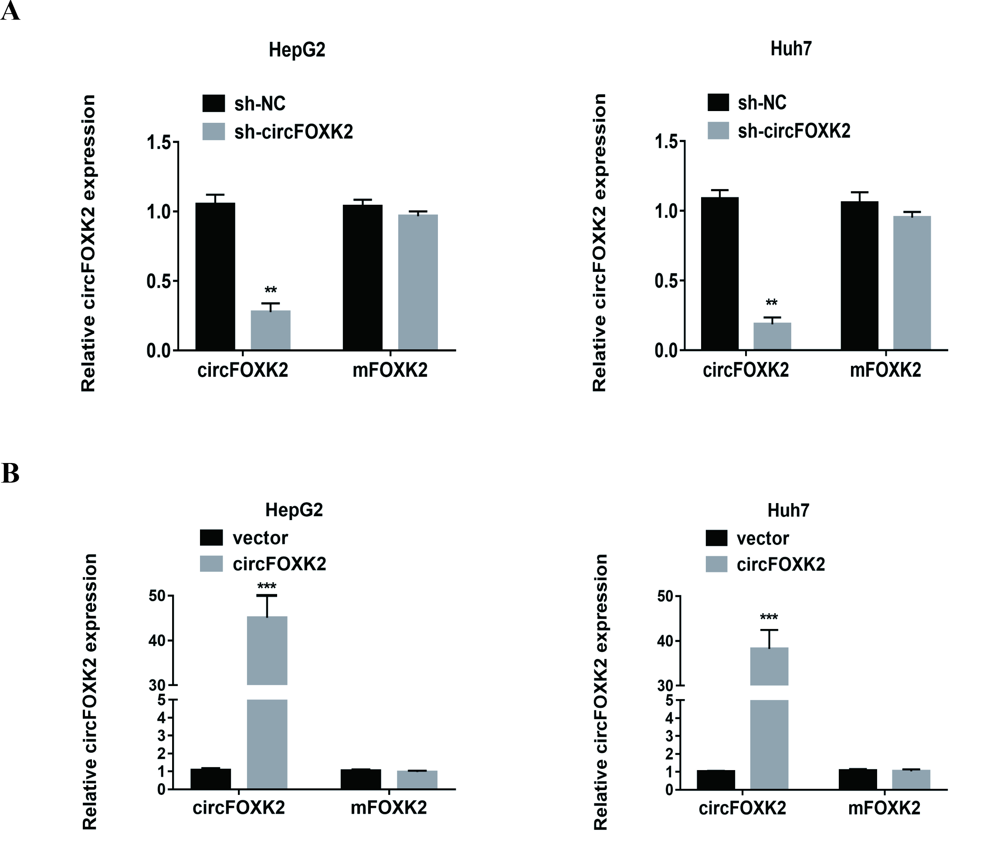 A
HepG2
sh-NC
sh-circFOXK2
Relative circFOXK2 expression
1.5
1.0
0.5
0.0
**
circFOXK2
mFOXK2
Huh7
sh-NC
sh-circFOXK2
Relative circFOXK2 expression
1.5
1.0
0.5
0.0
**
circFOXK2
mFOXK2
B
HepG2
vector
circFOXK2
Relative circFOXK2 expression
***
50
40
30
5
4
3
2
1
0
circFOXK2
mFOXK2
Huh7
vector
circFOXK2
Relative circFOXK2 expression
***
50
40
30
5
4
3
2
1
0
circFOXK2
mFOXK2